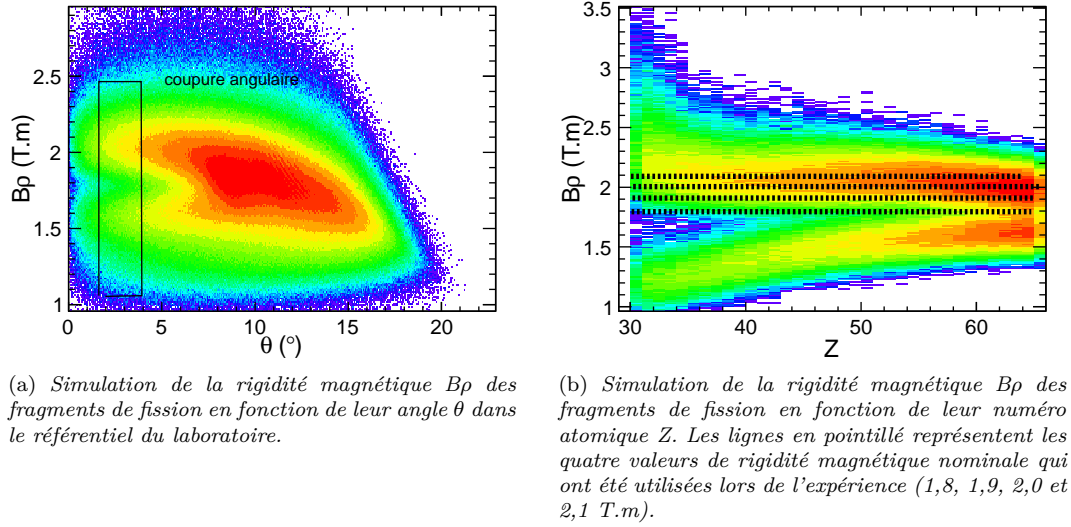 2.5
2
1.5
1
Bρ (T.m)
coupure angulaire
0 5 10 15 20
θ (°)
3.5
3
2.5
2
1.5
1
Bρ (T.m)
30 40 50 60
Z
(a) Simulation de la rigidité magnétique Bρ des
fragments de fission en fonction de leur angle θ dans
le référentiel du laboratoire.
(b) Simulation de la rigidité magnétique Bρ des
fragments de fission en fonction de leur numéro
atomique Z. Les lignes en pointillé représentent les
quatre valeurs de rigidité magnétique nominale qui
ont été utilisées lors de l'expérience (1,8, 1,9, 2,0 et
2,1 T.m).